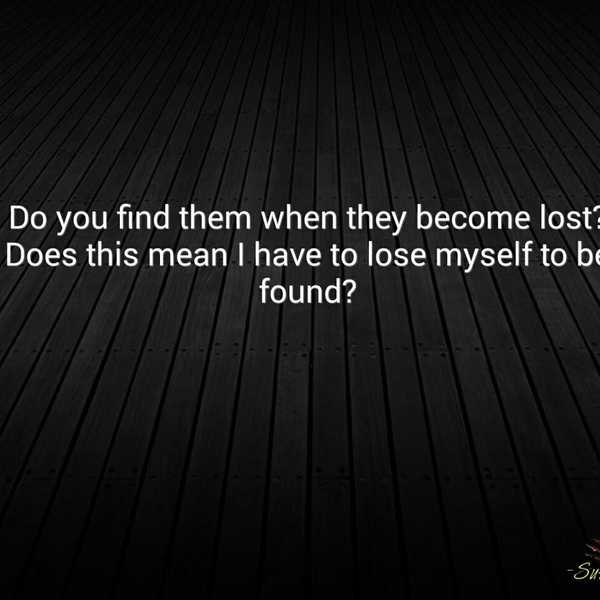 Do you find them when they become lost?
Does this mean I have to lose myself to be
found?